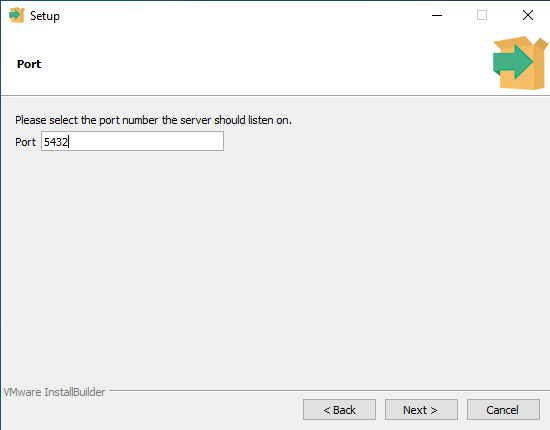 Setup
Port
Please select the port number the server should listen on.
Port 5432
VMware InstallBuilder
< Back Next > Cancel